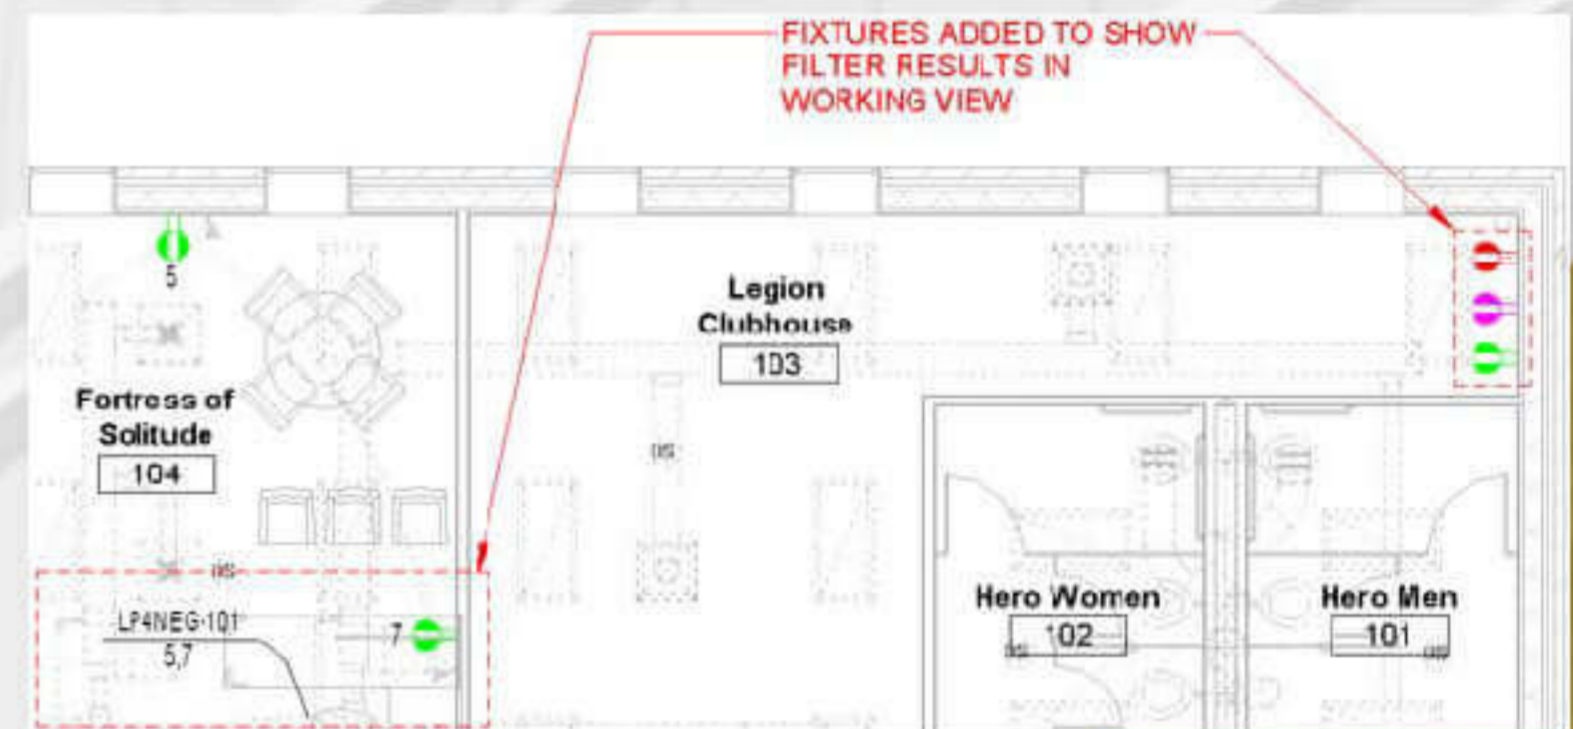 FIXTURES ADDED TO SHOW
FILTER RESULTS IN
WORKING VIEW
5
Legion
Clubhouse
103
Fortress of
Solitude
104
LP4NEG-101
5,7
7
Hero Women
102
Hero Men
101